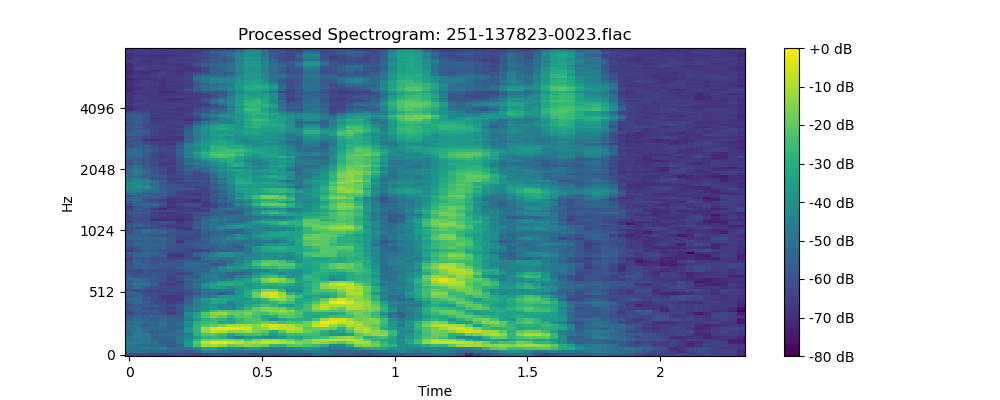 Processed Spectrogram: 251-137823-0023.flac
Hz
4096
2048
1024
512
0
0
0.5
1
1.5
2
Time
+0 dB
-10 dB
-20 dB
-30 dB
-40 dB
-50 dB
-60 dB
-70 dB
-80 dB